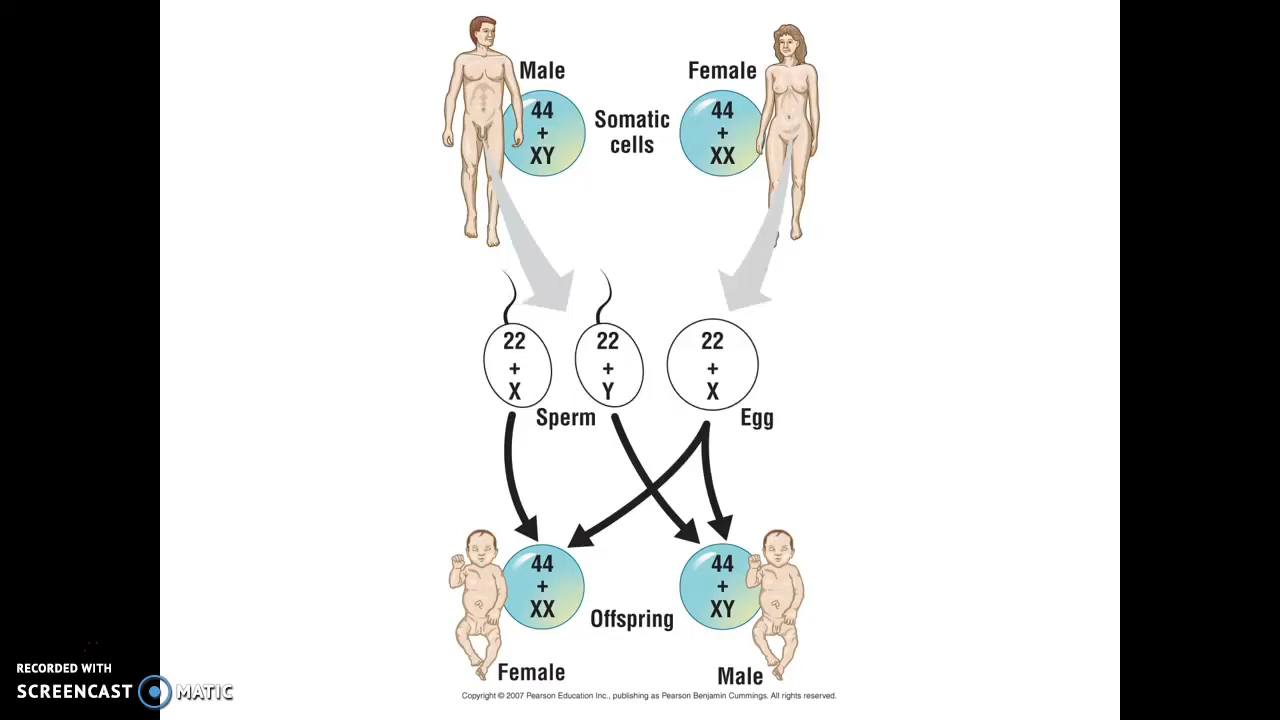 Male
Female
44
+
XY
Somatic
cells
44
+
XX
22
+
X
22
+
Y
22
+
X
Sperm
Egg
44
+
XX
Offspring
44
+
XY
Female
Male
RECORDED WITH
SCREENCAST MATIC
Copyright © 2007 Pearson Education Inc., publishing as Pearson Benjamin Cummings. All rights reserved.